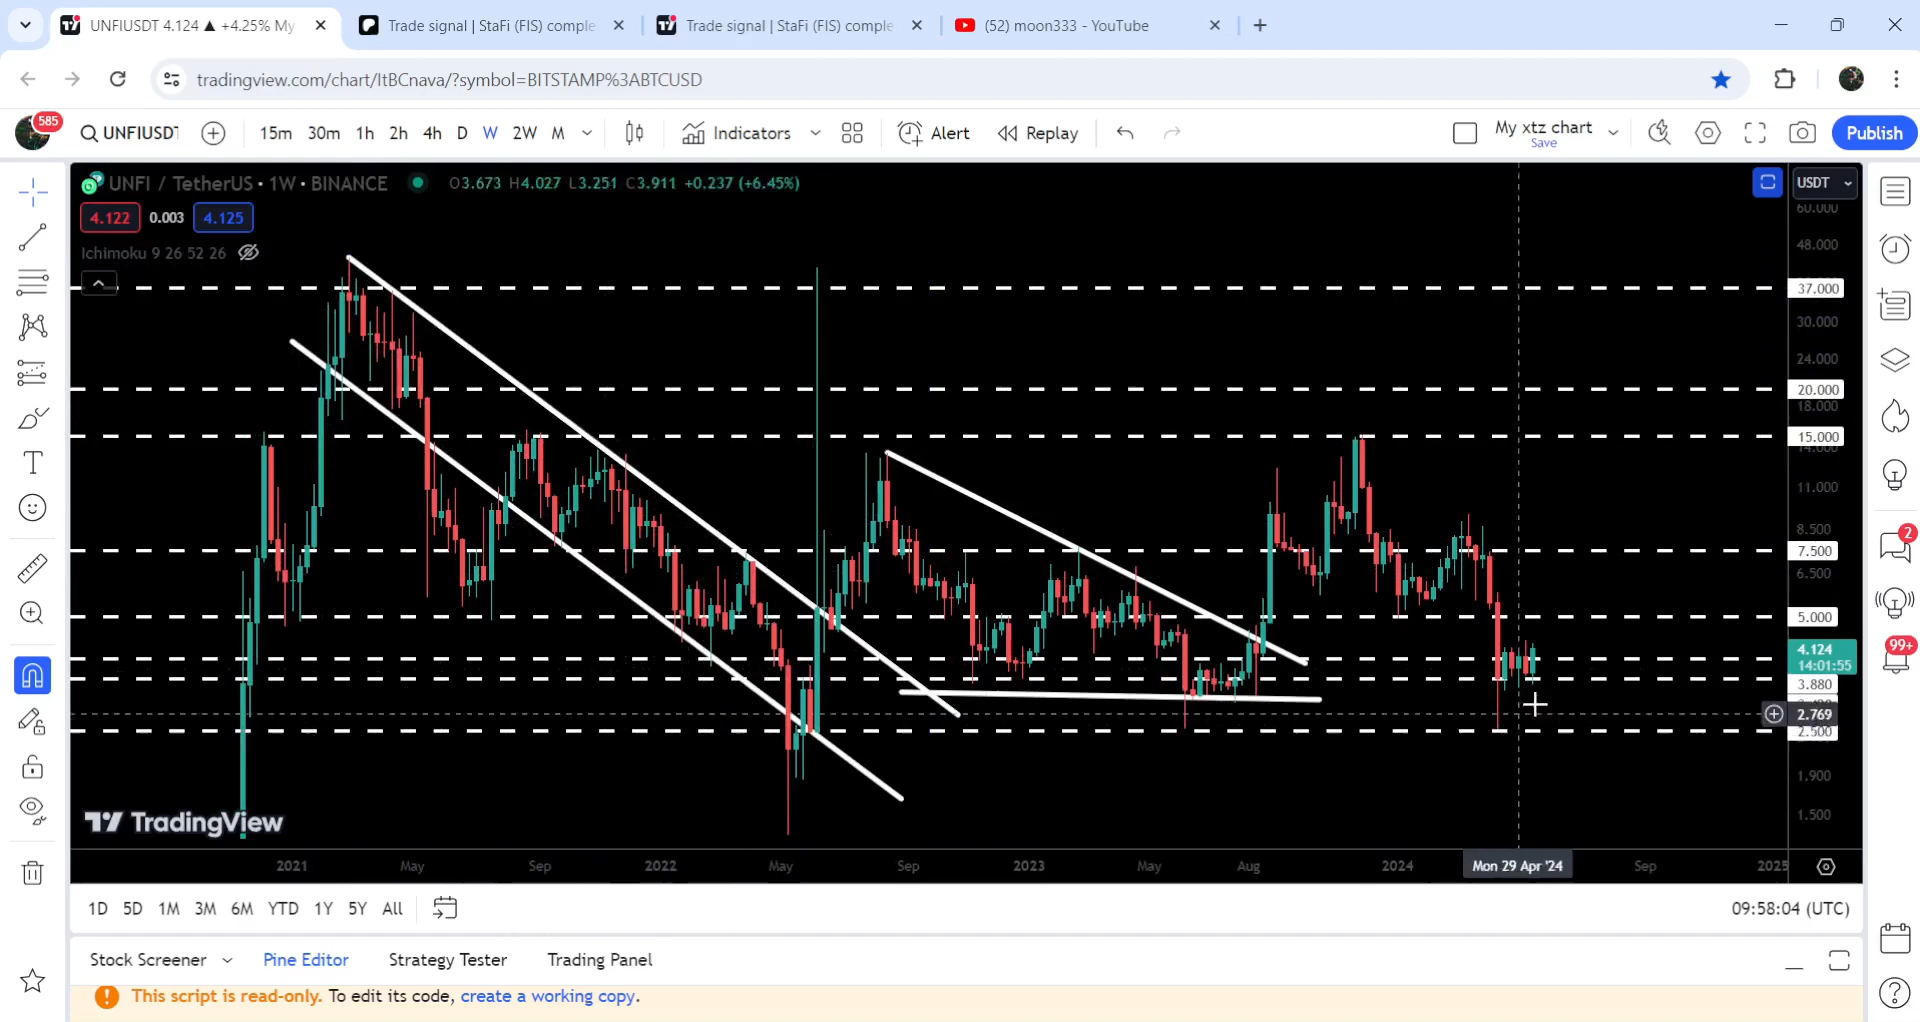 UNFIUSDT 4.124 ▲ +4.25% My
Trade signal | StaFi (FIS) comple
Trade signal | StaFi (FIS) comple
(52) moon333 - YouTube
tradingview.com/chart/ItBCnava/?symbol=BITSTAMP%3ABTCUSD
585
UNFIUSDT
15m 30m 1h 2h 4h D W 2W M
Indicators
Alert
Replay
My xtz chart
Save
Publish
UNFI / TetherUS • 1W • BINANCE
O3.673 H4.027 L3.251 C3.911 +0.237 (+6.45%)
USDT
4.122 0.003 4.125
Ichimoku 9 26 52 26
60.000
48.000
37.000
30.000
24.000
20.000
18.000
15.000
14.000
11.000
8.500
7.500
6.500
5.000
4.124
14:01:55
3.880
2.769
2.500
1.900
1.500
2
99+
TradingView
2021 May Sep 2022 May Sep 2023 May Aug 2024 Mon 29 Apr '24 Sep 2025
1D 5D 1M 3M 6M YTD 1Y 5Y All
09:58:04 (UTC)
Stock Screener Pine Editor Strategy Tester Trading Panel
This script is read-only. To edit its code, create a working copy.